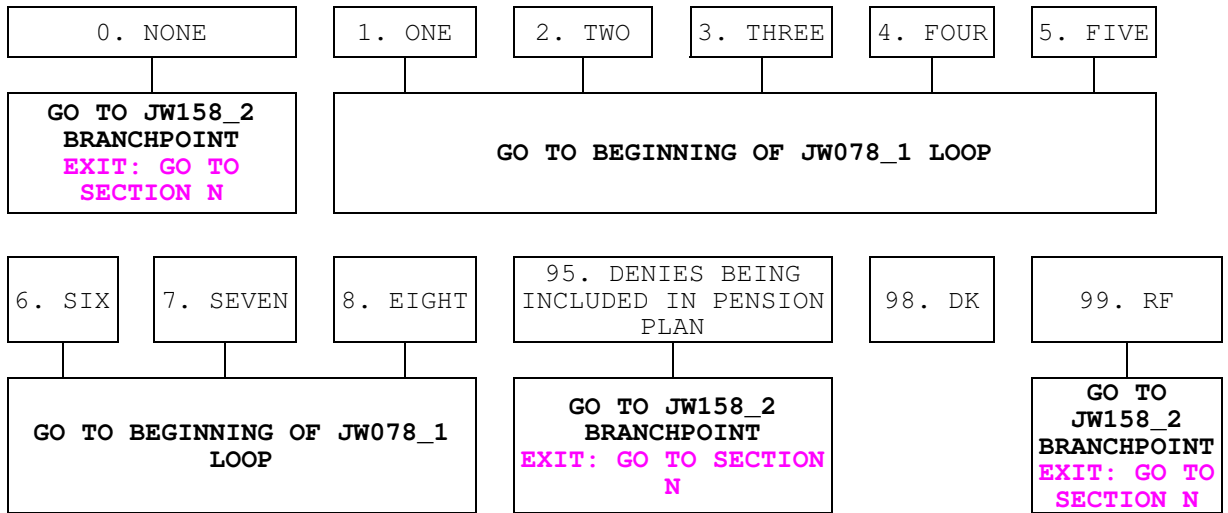 0. NONE
1. ONE
2. TWO
3. THREE
4. FOUR
5. FIVE
GO TO JW158_2
BRANCHPOINT
EXIT: GO TO
SECTION N
GO TO BEGINNING OF JW078_1 LOOP
6. SIX
7. SEVEN
8. EIGHT
95. DENIES BEING
INCLUDED IN PENSION
PLAN
98. DK
99. RF
GO TO BEGINNING OF JW078_1
LOOP
GO TO JW158_2
BRANCHPOINT
EXIT: GO TO SECTION
N
GO TO
JW158_2
BRANCHPOINT
EXIT: GO TO
SECTION N